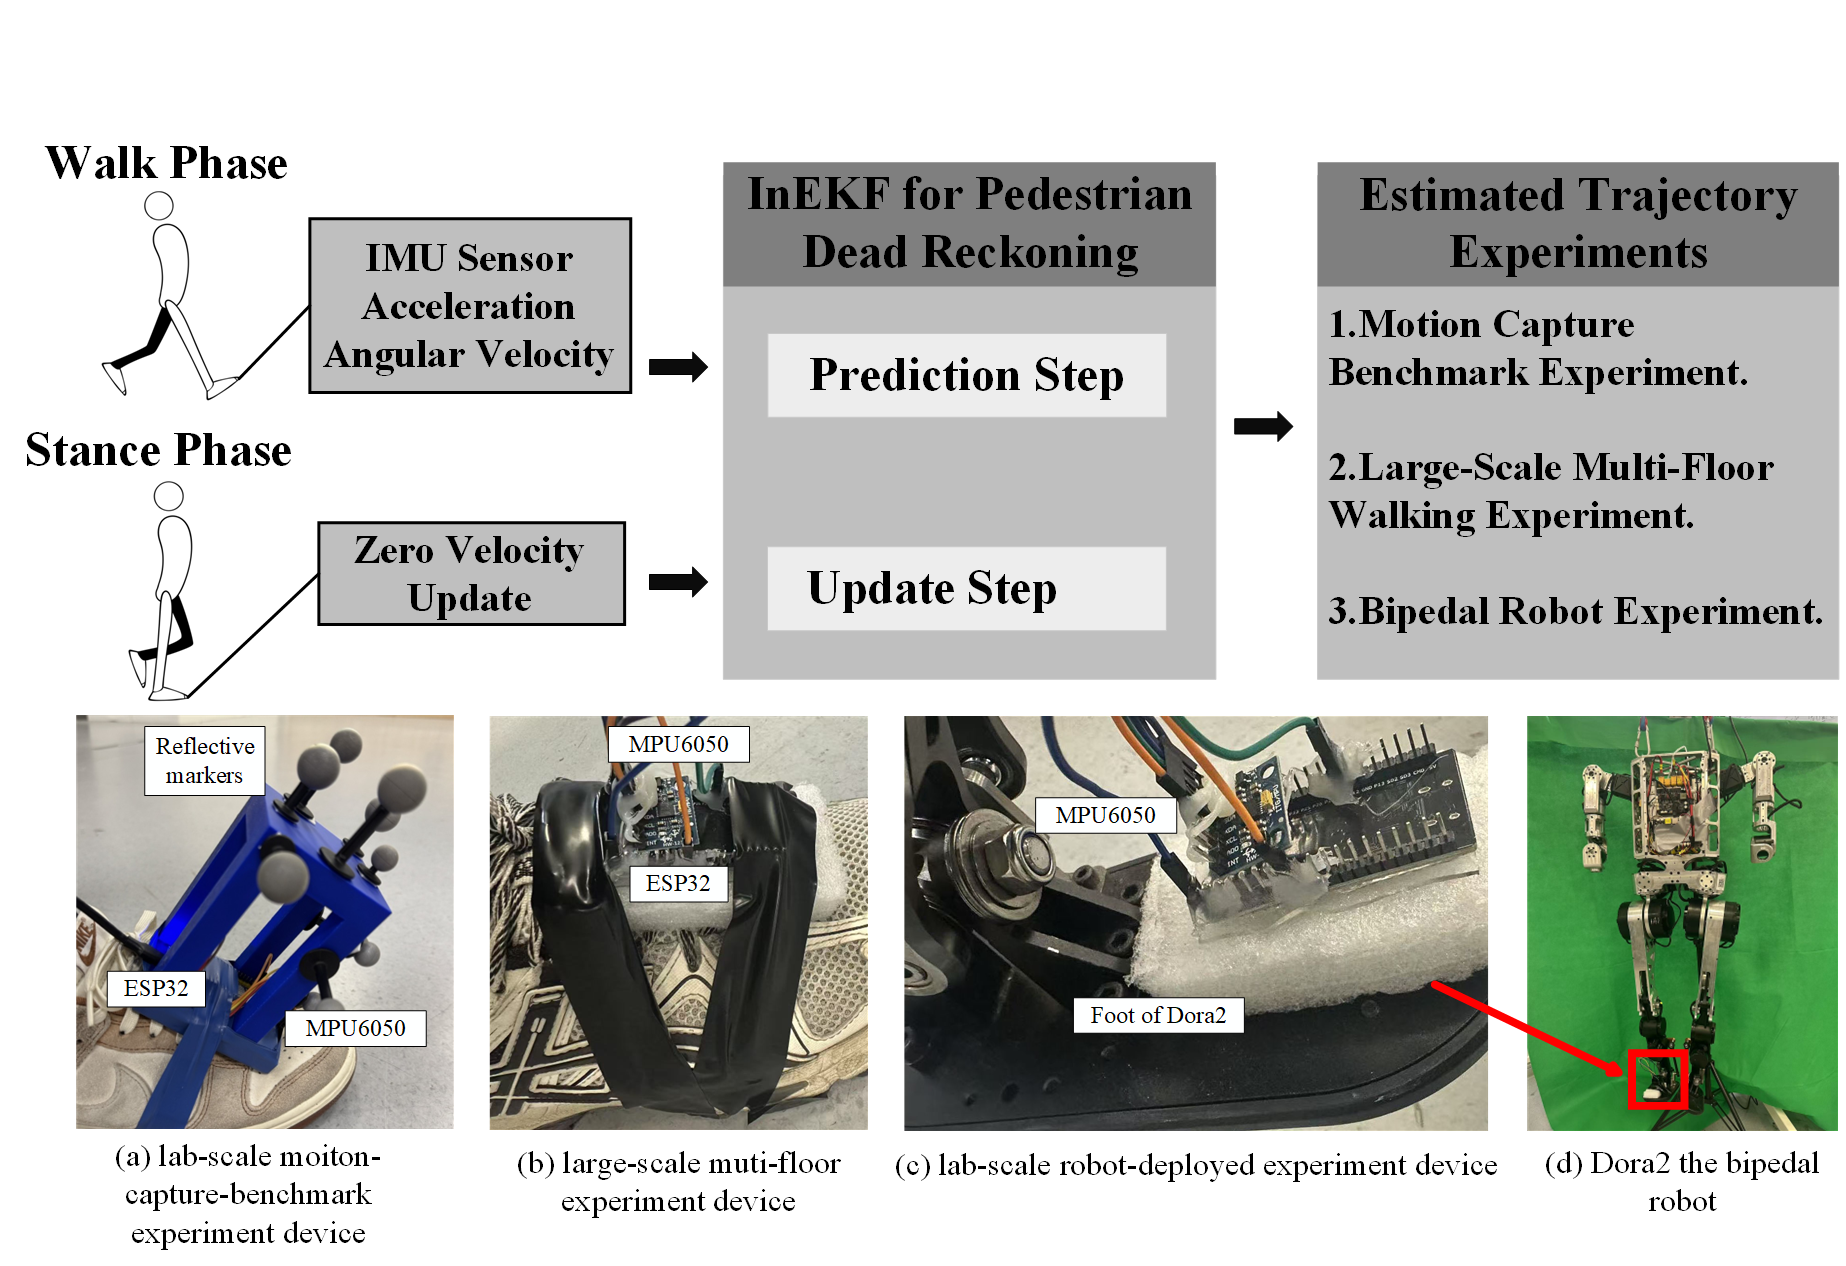 Walk Phase
IMU Sensor
Acceleration
Angular Velocity
Stance Phase
Zero Velocity
Update
InEKF for Pedestrian
Dead Reckoning
Prediction Step
Update Step
Estimated Trajectory
Experiments
1.Motion Capture
Benchmark Experiment.
2.Large-Scale Multi-Floor
Walking Experiment.
3.Bipedal Robot Experiment.
Reflective
markers
ESP32
MPU6050
MPU6050
ESP32
MPU6050
Foot of Dora2
(a) lab-scale moiton-
capture-benchmark
experiment device
(b) large-scale muti-floor
experiment device
(c) lab-scale robot-deployed experiment device
(d) Dora2 the bipedal
robot